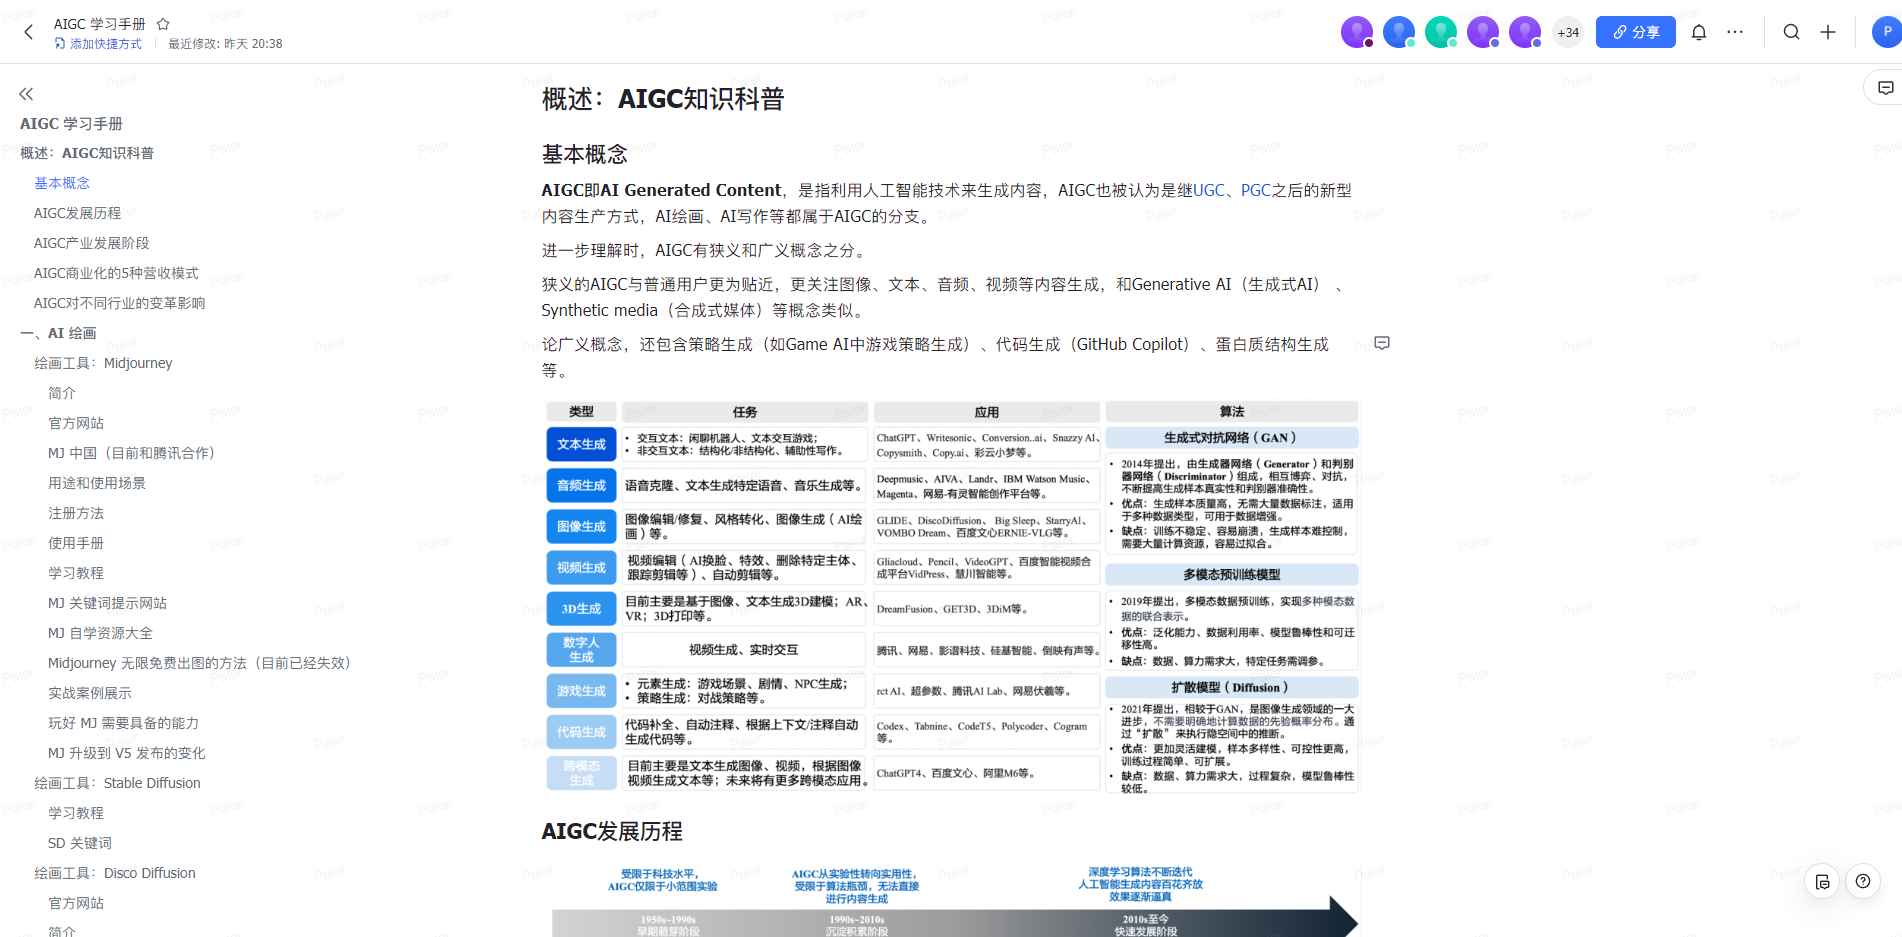 AIGC 学习手册
添加快捷方式
最近修改: 昨天 20:38
+34
分享
P
AIGC 学习手册
概述：AIGC知识科普
基本概念
AIGC发展历程
AIGC产业发展阶段
AIGC商业化的5种营收模式
AIGC对不同行业的变革影响
一、AI 绘画
绘画工具：Midjourney
简介
官方网站
MJ 中国（目前和腾讯合作）
用途和使用场景
注册方法
使用手册
学习教程
MJ 关键词提示网站
MJ 自学资源大全
Midjourney 无限免费出图的方法（目前已经失效）
实战案例展示
玩好 MJ 需要具备的能力
MJ 升级到 V5 发布的变化
绘画工具：Stable Diffusion
学习教程
SD 关键词
绘画工具：Disco Diffusion
官方网站
简介
概述：AIGC知识科普
基本概念
AIGC即AI Generated Content，是指利用人工智能技术来生成内容，AIGC也被认为是继UGC、PGC之后的新型
内容生产方式，AI绘画、AI写作等都属于AIGC的分支。
进一步理解时，AIGC有狭义和广义概念之分。
狭义的AIGC与普通用户更为贴近，更关注图像、文本、音频、视频等内容生成，和Generative AI（生成式AI） 、
Synthetic media（合成式媒体）等概念类似。
论广义概念，还包含策略生成（如Game AI中游戏策略生成）、代码生成（GitHub Copilot）、蛋白质结构生成
等。
类型
任务
应用
算法
文本生成
• 交互文本：闲聊机器人、文本交互游戏；
• 非交互文本：结构化/非结构化、辅助性写作。
ChatGPT、Writesonic、Conversion..ai、Snazzy AI、
Copysmith、Copy.ai、彩云小梦等。
音频生成
语音克隆、文本生成特定语音、音乐生成等。
Deepmusic、AIVA、Landr、IBM Watson Music、
Magenta、网易-有灵智能创作平台等。
图像生成
图像编辑/修复、风格转化、图像生成（AI绘
画）等。
GLIDE、DiscoDiffusion、 Big Sleep、StarryAI、
VOMBO Dream、百度文心ERNIE-VLG等。
视频生成
视频编辑（AI换脸、特效、删除特定主体、
跟踪剪辑等）、自动剪辑等。
Gliacloud、Pencil、VideoGPT、百度智能视频合
成平台VidPress、慧川智能等。
3D生成
目前主要是基于图像、文本生成3D建模；AR、
VR；3D打印等。
DreamFusion、GET3D、3DiM等。
数字人
生成
视频生成、实时交互
腾讯、网易、影谱科技、硅基智能、倒映有声等。
游戏生成
• 元素生成：游戏场景、剧情、NPC生成；
• 策略生成：对战策略等。
rct AI、超参数、腾讯AI Lab、网易伏羲等。
代码生成
代码补全、自动注释、根据上下文/注释自动
生成代码等。
Codex、Tabnine、CodeT5、Polycoder、Cogram
等。
跨模态
生成
目前主要是文本生成图像、视频，根据图像
视频生成文本等；未来将有更多跨模态应用。
ChatGPT4、百度文心、阿里M6等。
生成式对抗网络（GAN）
• 2014年提出，由生成器网络（Generator）和判别
器网络（Discriminator）组成，相互博弈、对抗，
不断提高生成样本真实性和判别器准确性。
• 优点：生成样本质量高，无需大量数据标注，适用
于多种数据类型，可用于数据增强。
• 缺点：训练不稳定、容易崩溃，生成样本难控制，
需要大量计算资源，容易过拟合。
多模态预训练模型
• 2019年提出，多模态数据预训练，实现多种模态数
据的联合表示。
• 优点：泛化能力、数据利用率、模型鲁棒性和可迁
移性高。
• 缺点：数据、算力需求大，特定任务需调参。
扩散模型（Diffusion）
• 2021年提出，相较于GAN，是图像生成领域的一大
进步，不需要明确地计算数据的先验概率分布。通
过“扩散”来执行隐空间中的推断。
• 优点：更加灵活建模，样本多样性、可控性更高，
训练过程简单、可扩展。
• 缺点：数据、算力需求大，过程复杂，模型鲁棒性
较低。
AIGC发展历程
受限于科技水平，
AIGC仅限于小范围实验
AIGC从实验性转向实用性，
受限于算法瓶颈，无法直接
进行内容生成
深度学习算法不断迭代
人工智能生成内容百花齐放
效果逐渐逼真
1950s~1990s
早期萌芽阶段
1990s~2010s
沉淀积累阶段
2010s至今
快速发展阶段